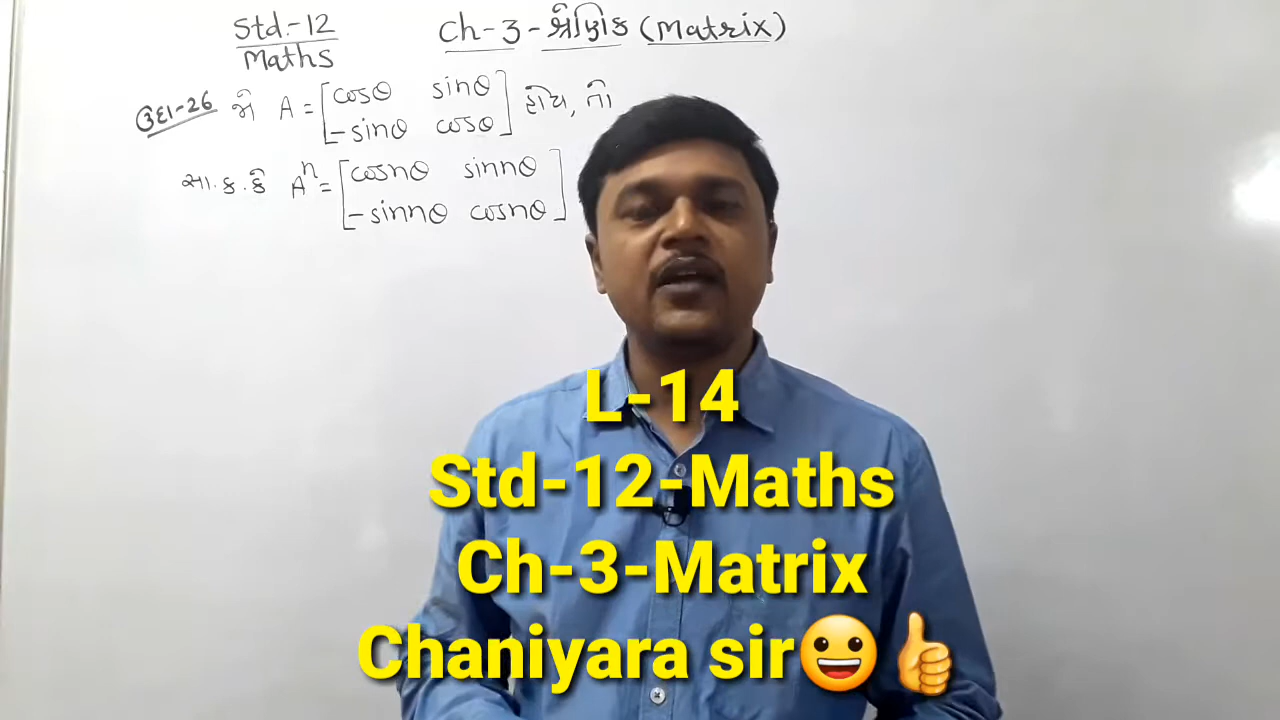 Std.-12
Maths
Ch-3-શ્રેણિક (Matrix)
ઉદા-26 જો A = [cosθ sinθ
-sinθ cosθ] હોય, તો
સા.ક.કે Aⁿ = [cosnθ sinnθ
-sinnθ cosnθ]
L-14
Std-12-Maths
Ch-3-Matrix
Chaniyara sir😀👍